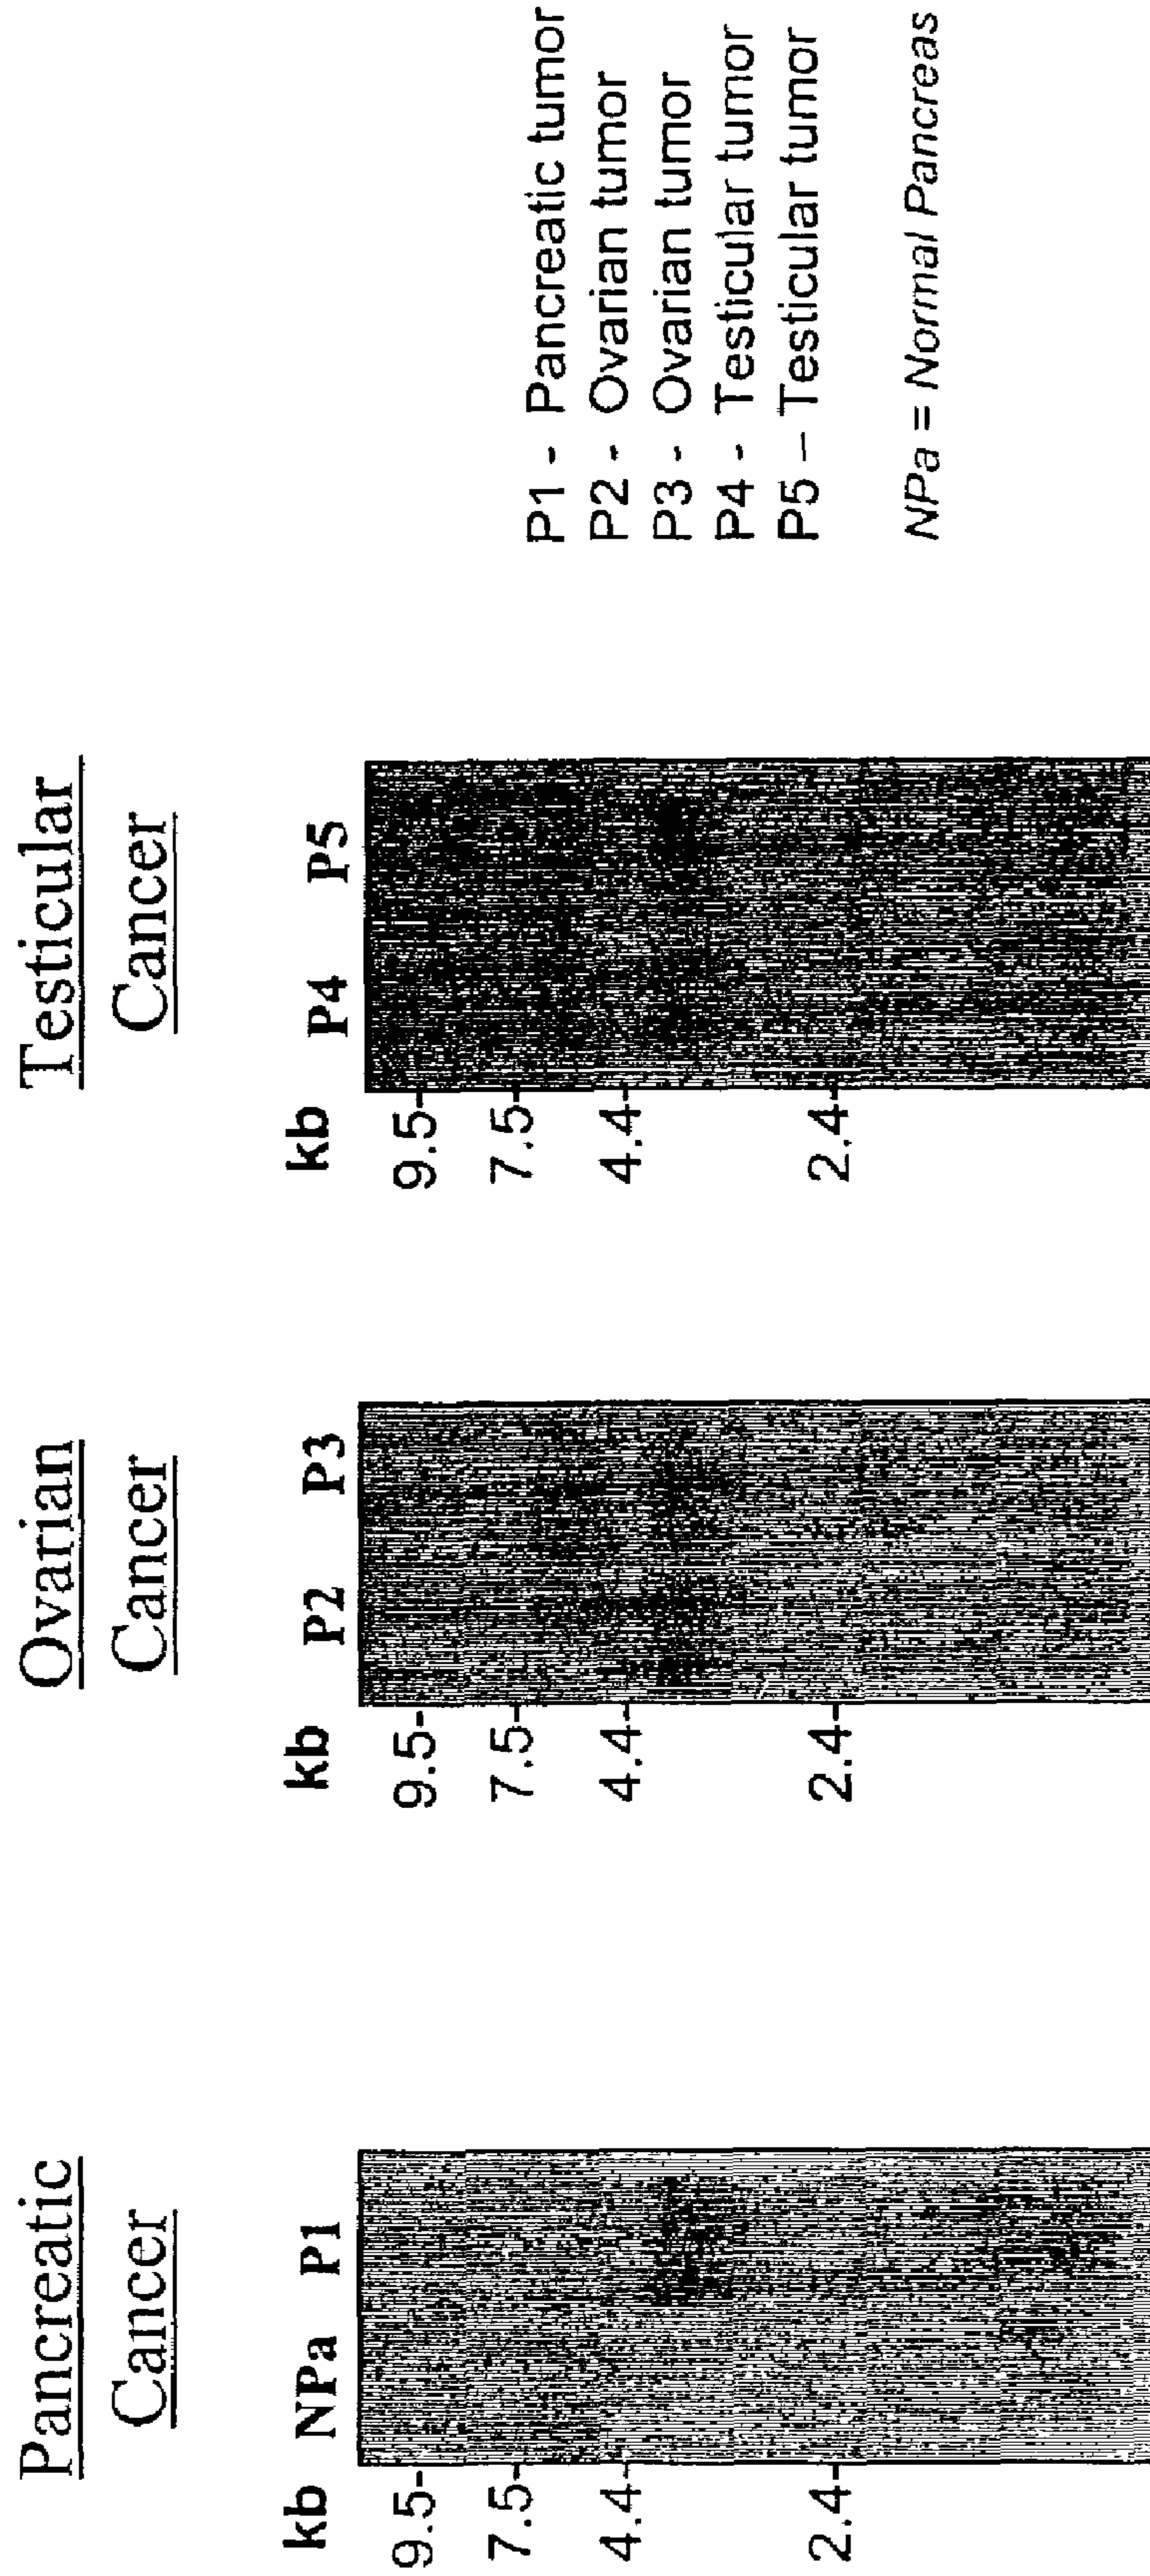 Pancreatic
Cancer
kb NPa P1
9.5-
7.5-
4.4-
2.4-
Ovarian
Cancer
kb P2 P3
9.5-
7.5-
4.4-
2.4-
Testicular
Cancer
kb P4 P5
9.5-
7.5-
4.4-
2.4-
P1 - Pancreatic tumor
P2 - Ovarian tumor
P3 - Ovarian tumor
P4 - Testicular tumor
P5 – Testicular tumor
NPa = Normal Pancreas